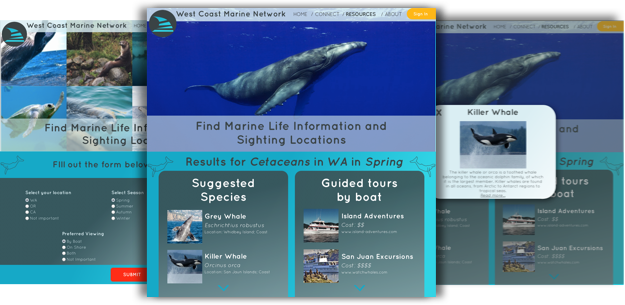 West Coast Marine Network
Find Marine Life Int
Sighting Loca
Fill out the form below
Select your location
WA
OR
CA
Not Important
Select Season
Spring
Summer
Autumn
Winter
Preferred Viewing
By Boat
On Shore
Both
Not Important
SUBMIT
West Coast Marine Network
HOME / CONNECT / RESOURCES / ABOUT
Sign In
Find Marine Life Information and
Sighting Locations
Results for Cetaceans in WA in Spring
Suggested
Species
Grey Whale
Eschrichtius robustus
Location: Whidbey Island, Coast
Killer Whale
Orcinus orca
Location: San Juan Islands, Coast
Guided tours
by boat
Island Adventures
Cost: $$
San Juan Excursions
Cost: $$$$
www.watchwhales.com
Marine Network
HOME / CONNECT / RESOURCES / ABOUT
Sign In
X
Killer Whale
The killer whale or orca is a toothed whale
belonging to the oceanic dolphin family, of which
it is the largest member. Killer whales are found
in all oceans, from Arctic to Antarctic regions to
tropical seas.
Read more...
and
Spring
d tours
boat
Island Adventures
Cost: $$
San Juan Excursions
Cost: $$$$
www.watchwhales.com